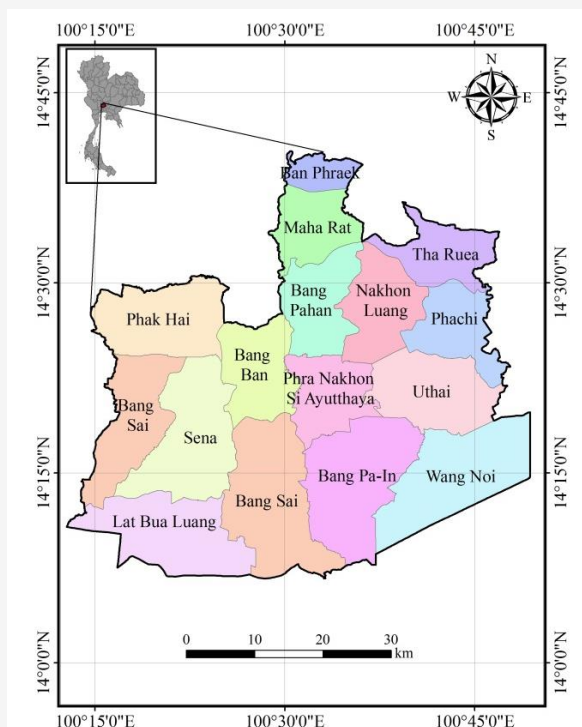 100°15'0"E 100°30'0"E 100°45'0"E
14°45'0"N 14°45'0"N
N
W E
S
Ban Phraek
Maha Rat
Tha Ruea
14°30'0"N 14°30'0"N
Bang
Pahan
Nakhon
Luang
Phak Hai
Phachi
Bang
Ban
Phra Nakhon
Si Ayutthaya
Uthai
Bang
Sai
Sena
14°15'0"N 14°15'0"N
Bang Pa-In
Wang Noi
Bang Sai
Lat Bua Luang
0 10 20 30
km
14°0'0"N 14°0'0"N
100°15'0"E 100°30'0"E 100°45'0"E